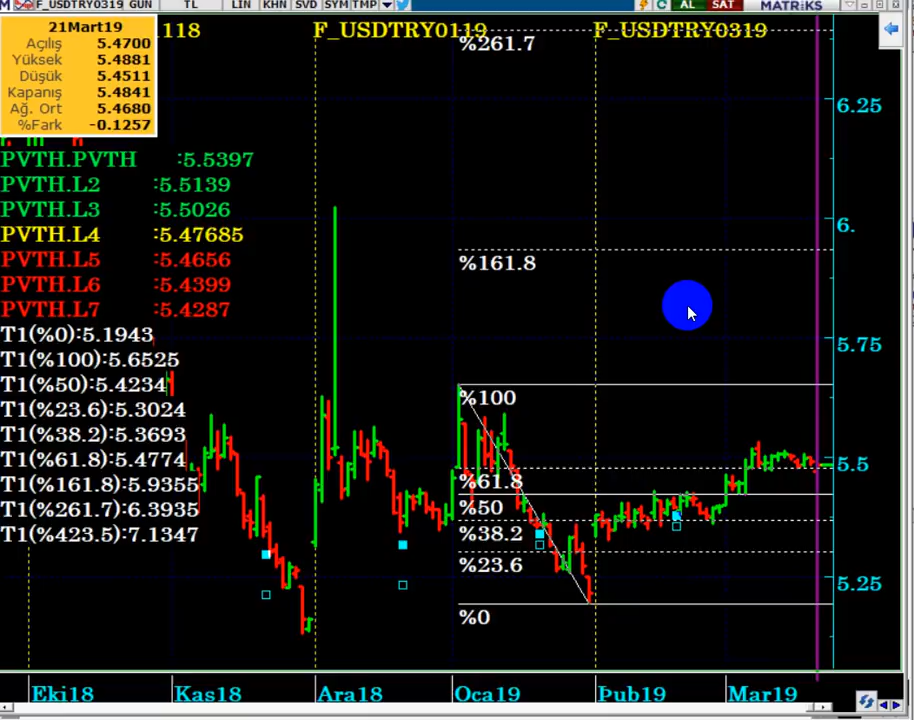 M F_USDTRY0319 GUN TL LIN KHN SVD SYM TMP C AL SAT MATRiKS
21Mart19
Açılış 5.4700
Yüksek 5.4881
Düşük 5.4511
Kapanış 5.4841
Ağ. Ort 5.4680
%Fark -0.1257
1118 F_USDTRY0119 F_USDTRY0319
%261.7
6.25
PVTH.PVTH :5.5397
PVTH.L2 :5.5139
PVTH.L3 :5.5026
PVTH.L4 :5.47685
PVTH.L5 :5.4656
PVTH.L6 :5.4399
PVTH.L7 :5.4287
6.
%161.8
5.75
T1(%0):5.1943
T1(%100):5.6525
T1(%50):5.4234
T1(%23.6):5.3024
T1(%38.2):5.3693
T1(%61.8):5.4774
T1(%161.8):5.9355
T1(%261.7):6.3935
T1(%423.5):7.1347
%100
5.5
%61.8
%50
%38.2
%23.6
5.25
%0
Eki18 Kas18 Ara18 Oca19 Þub19 Mar19